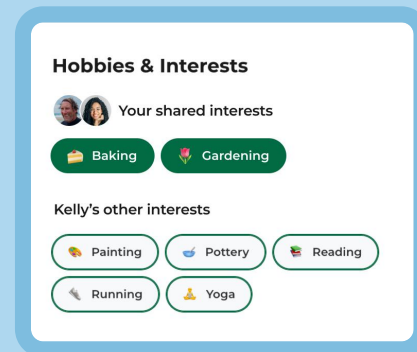 Hobbies & Interests
Your shared interests
Baking Gardening
Kelly's other interests
Painting Pottery Reading
Running Yoga